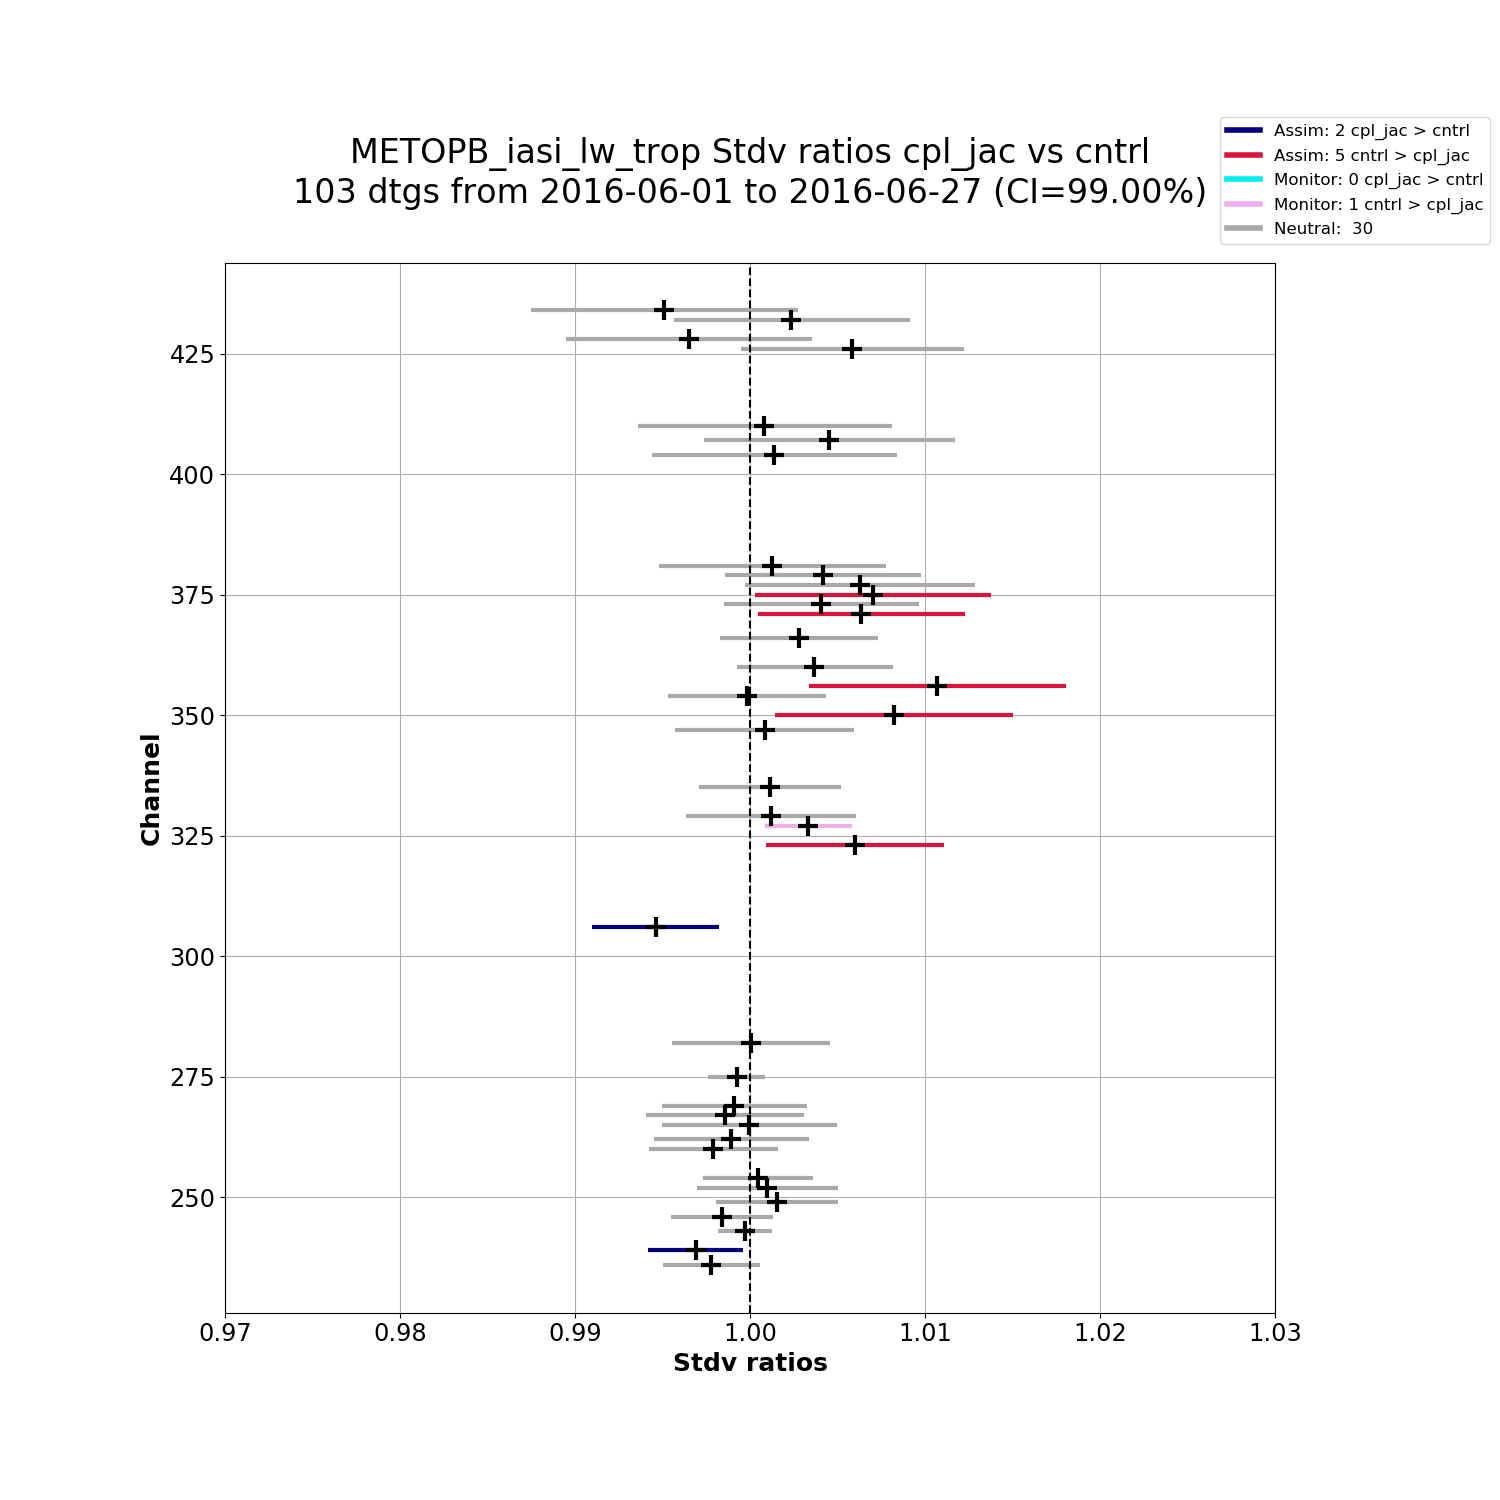 METOPB_iasi_lw_trop Stdv ratios cpl_jac vs cntrl
103 dtgs from 2016-06-01 to 2016-06-27 (CI=99.00%)
Assim: 2 cpl_jac > cntrl
Assim: 5 cntrl > cpl_jac
Monitor: 0 cpl_jac > cntrl
Monitor: 1 cntrl > cpl_jac
Neutral:  30
425
400
375
350
325
300
275
250
Channel
0.97 0.98 0.99 1.00 1.01 1.02 1.03
Stdv ratios